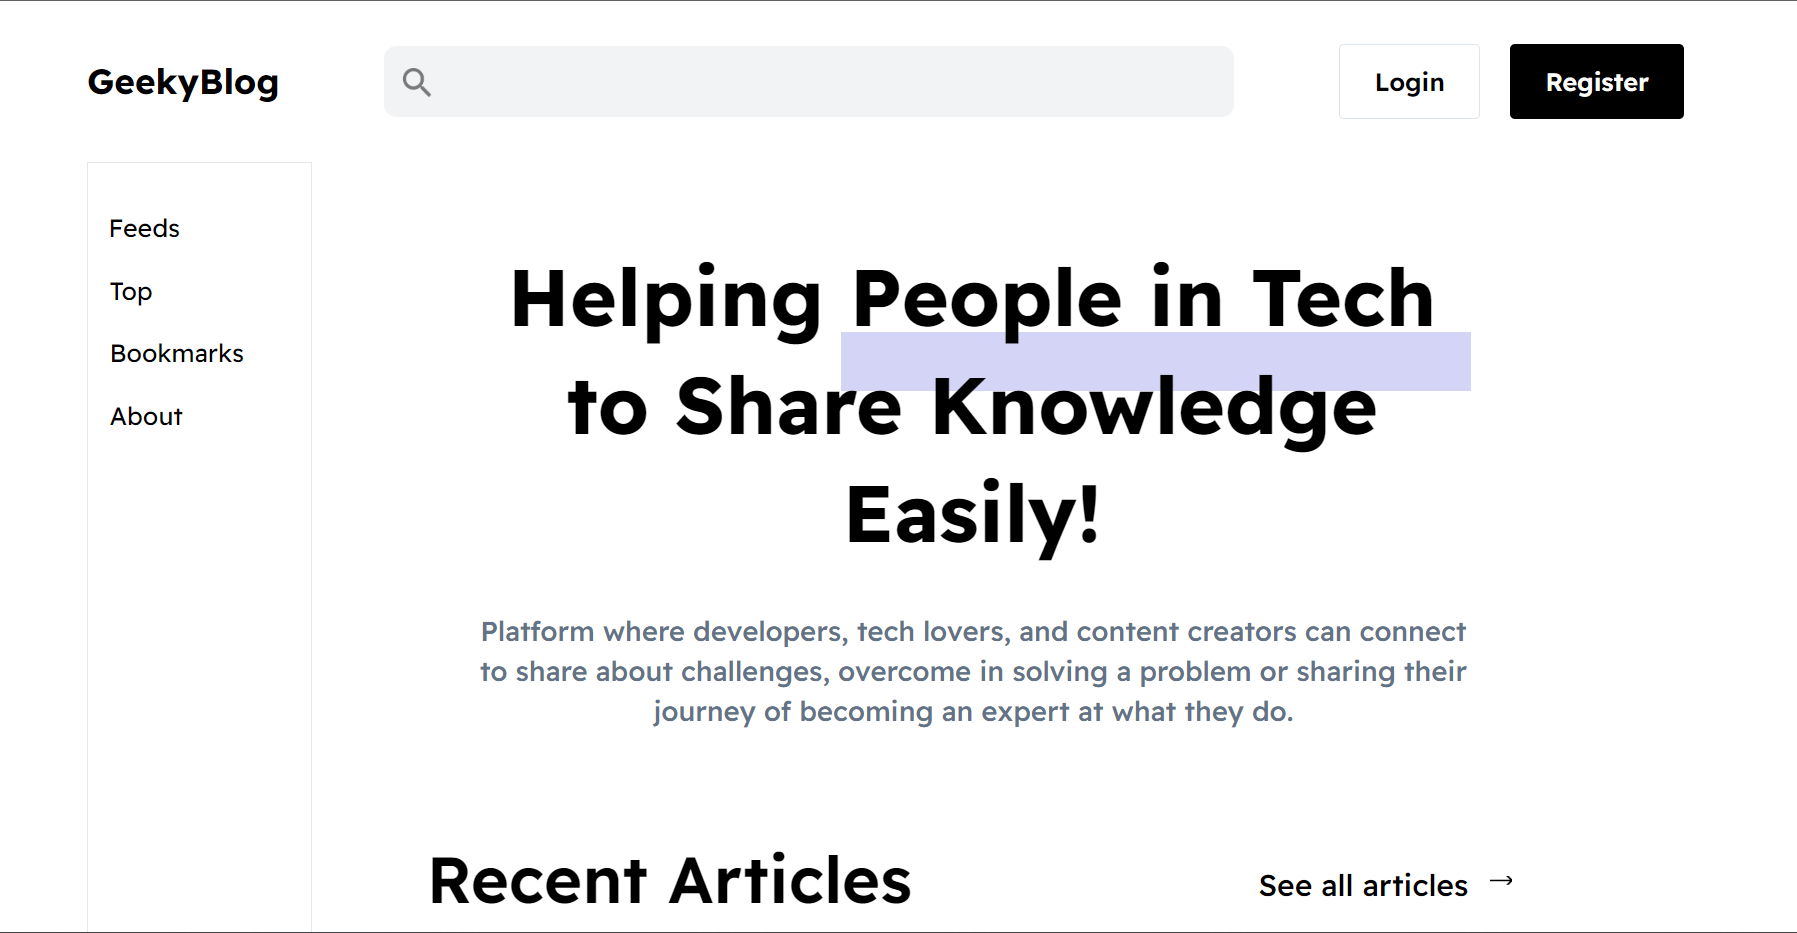 GeekyBlog
Login
Register
Feeds
Top
Bookmarks
About
Helping People in Tech
to Share Knowledge
Easily!
Platform where developers, tech lovers, and content creators can connect
to share about challenges, overcome in solving a problem or sharing their
journey of becoming an expert at what they do.
Recent Articles
See all articles →